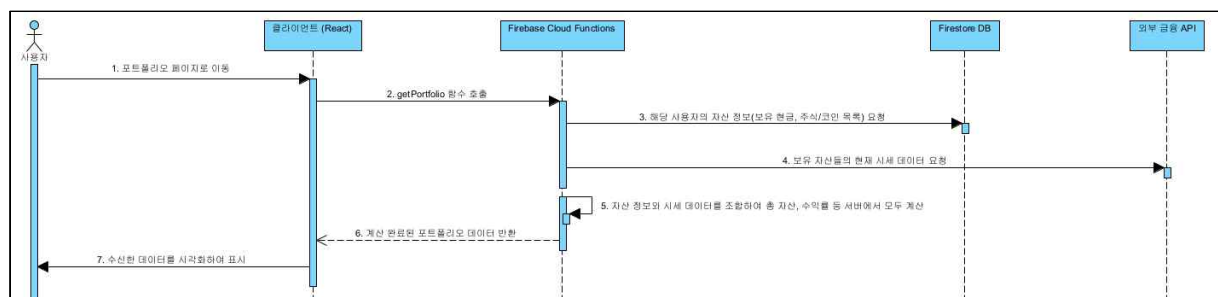 사용자
클라이언트 (React)
Firebase Cloud Functions
Firestore DB
외부 금융 API
1. 포트폴리오 페이지로 이동
2. getPortfolio 함수 호출
3. 해당 사용자의 자산 정보(보유 현금, 주식/코인 목록) 요청
4. 보유 자산들의 현재 시세 데이터 요청
5. 자산 정보와 시세 데이터를 조합하여 총 자산, 수익률 등 서버에서 모두 계산
6. 계산 완료된 포트폴리오 데이터 반환
7. 수신한 데이터를 시각화하여 표시